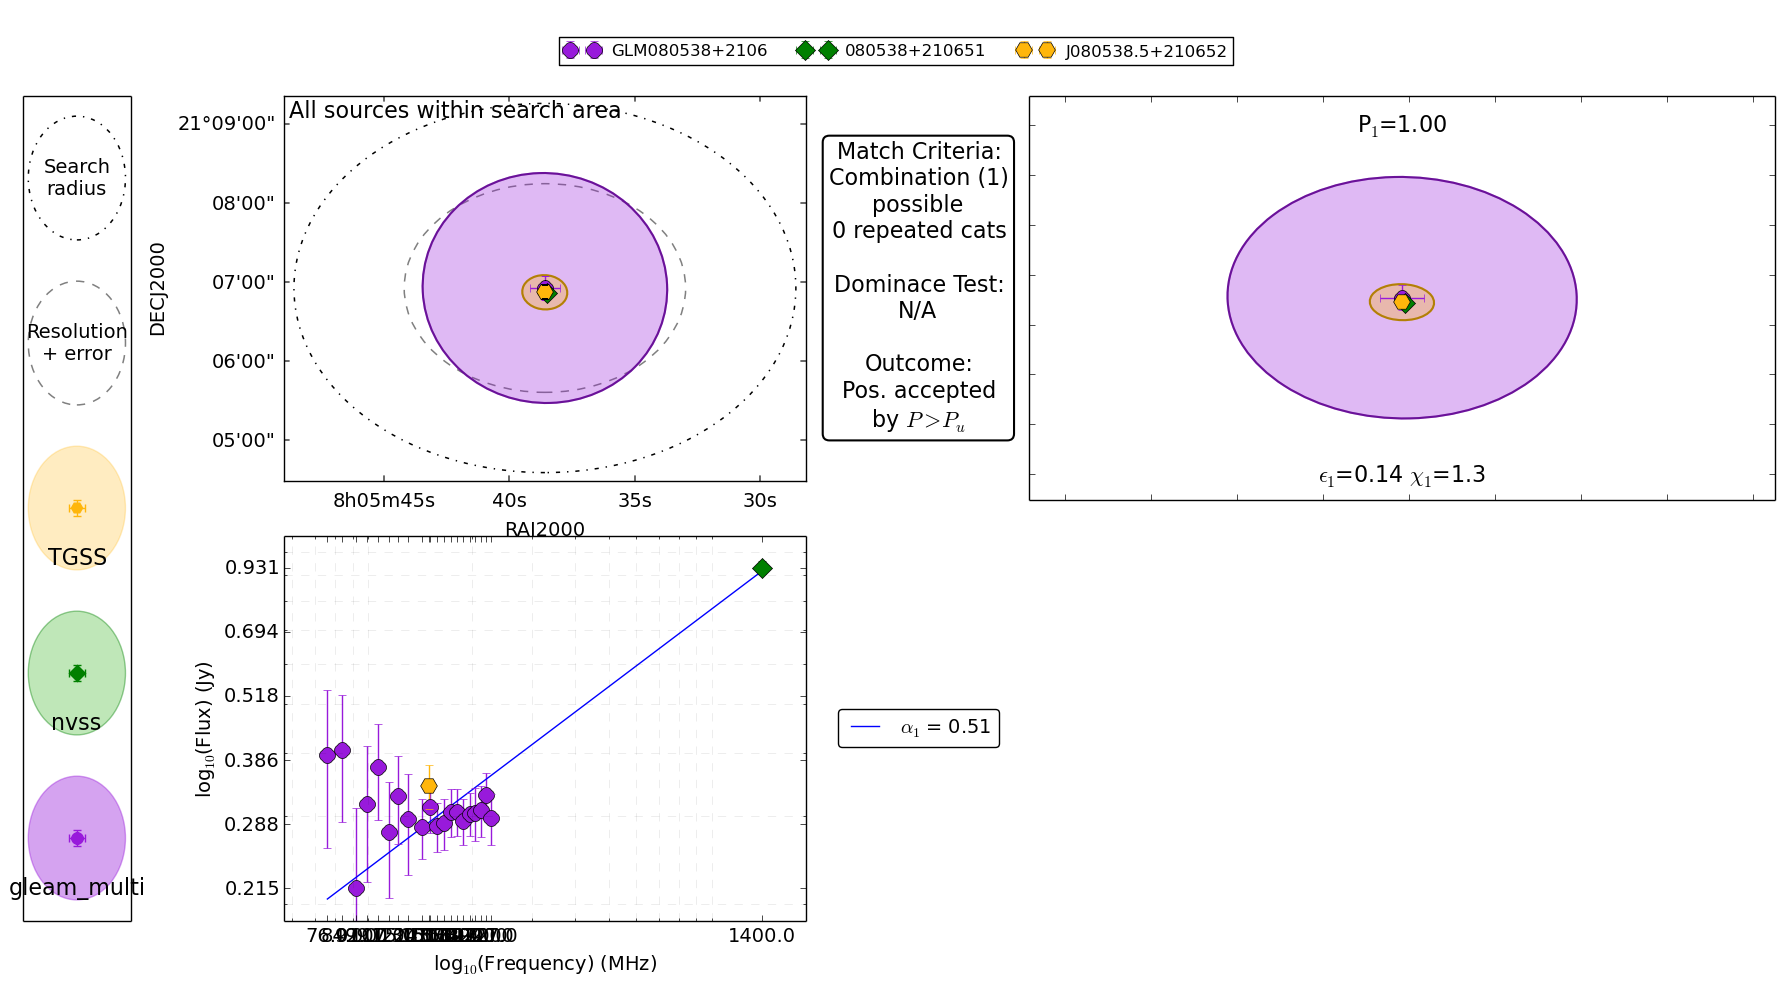 GLM080538+2106 080538+210651 J080538.5+210652
Search
radius
Resolution
+ error
TGSS
nvss
gleam_multi
All sources within search area
DECJ2000
21°09'00"
08'00"
07'00"
06'00"
05'00"
8h05m45s 40s 35s 30s
RAJ2000
Match Criteria:
Combination (1)
possible
0 repeated cats
Dominace Test:
N/A
Outcome:
Pos. accepted
by P>Pᵤ
P₁=1.00
ϵ₁=0.14 χ₁=1.3
log₁₀(Flux) (Jy)
0.931
0.694
0.518
0.386
0.288
0.215
1400.0
log₁₀(Frequency) (MHz)
α₁ = 0.51